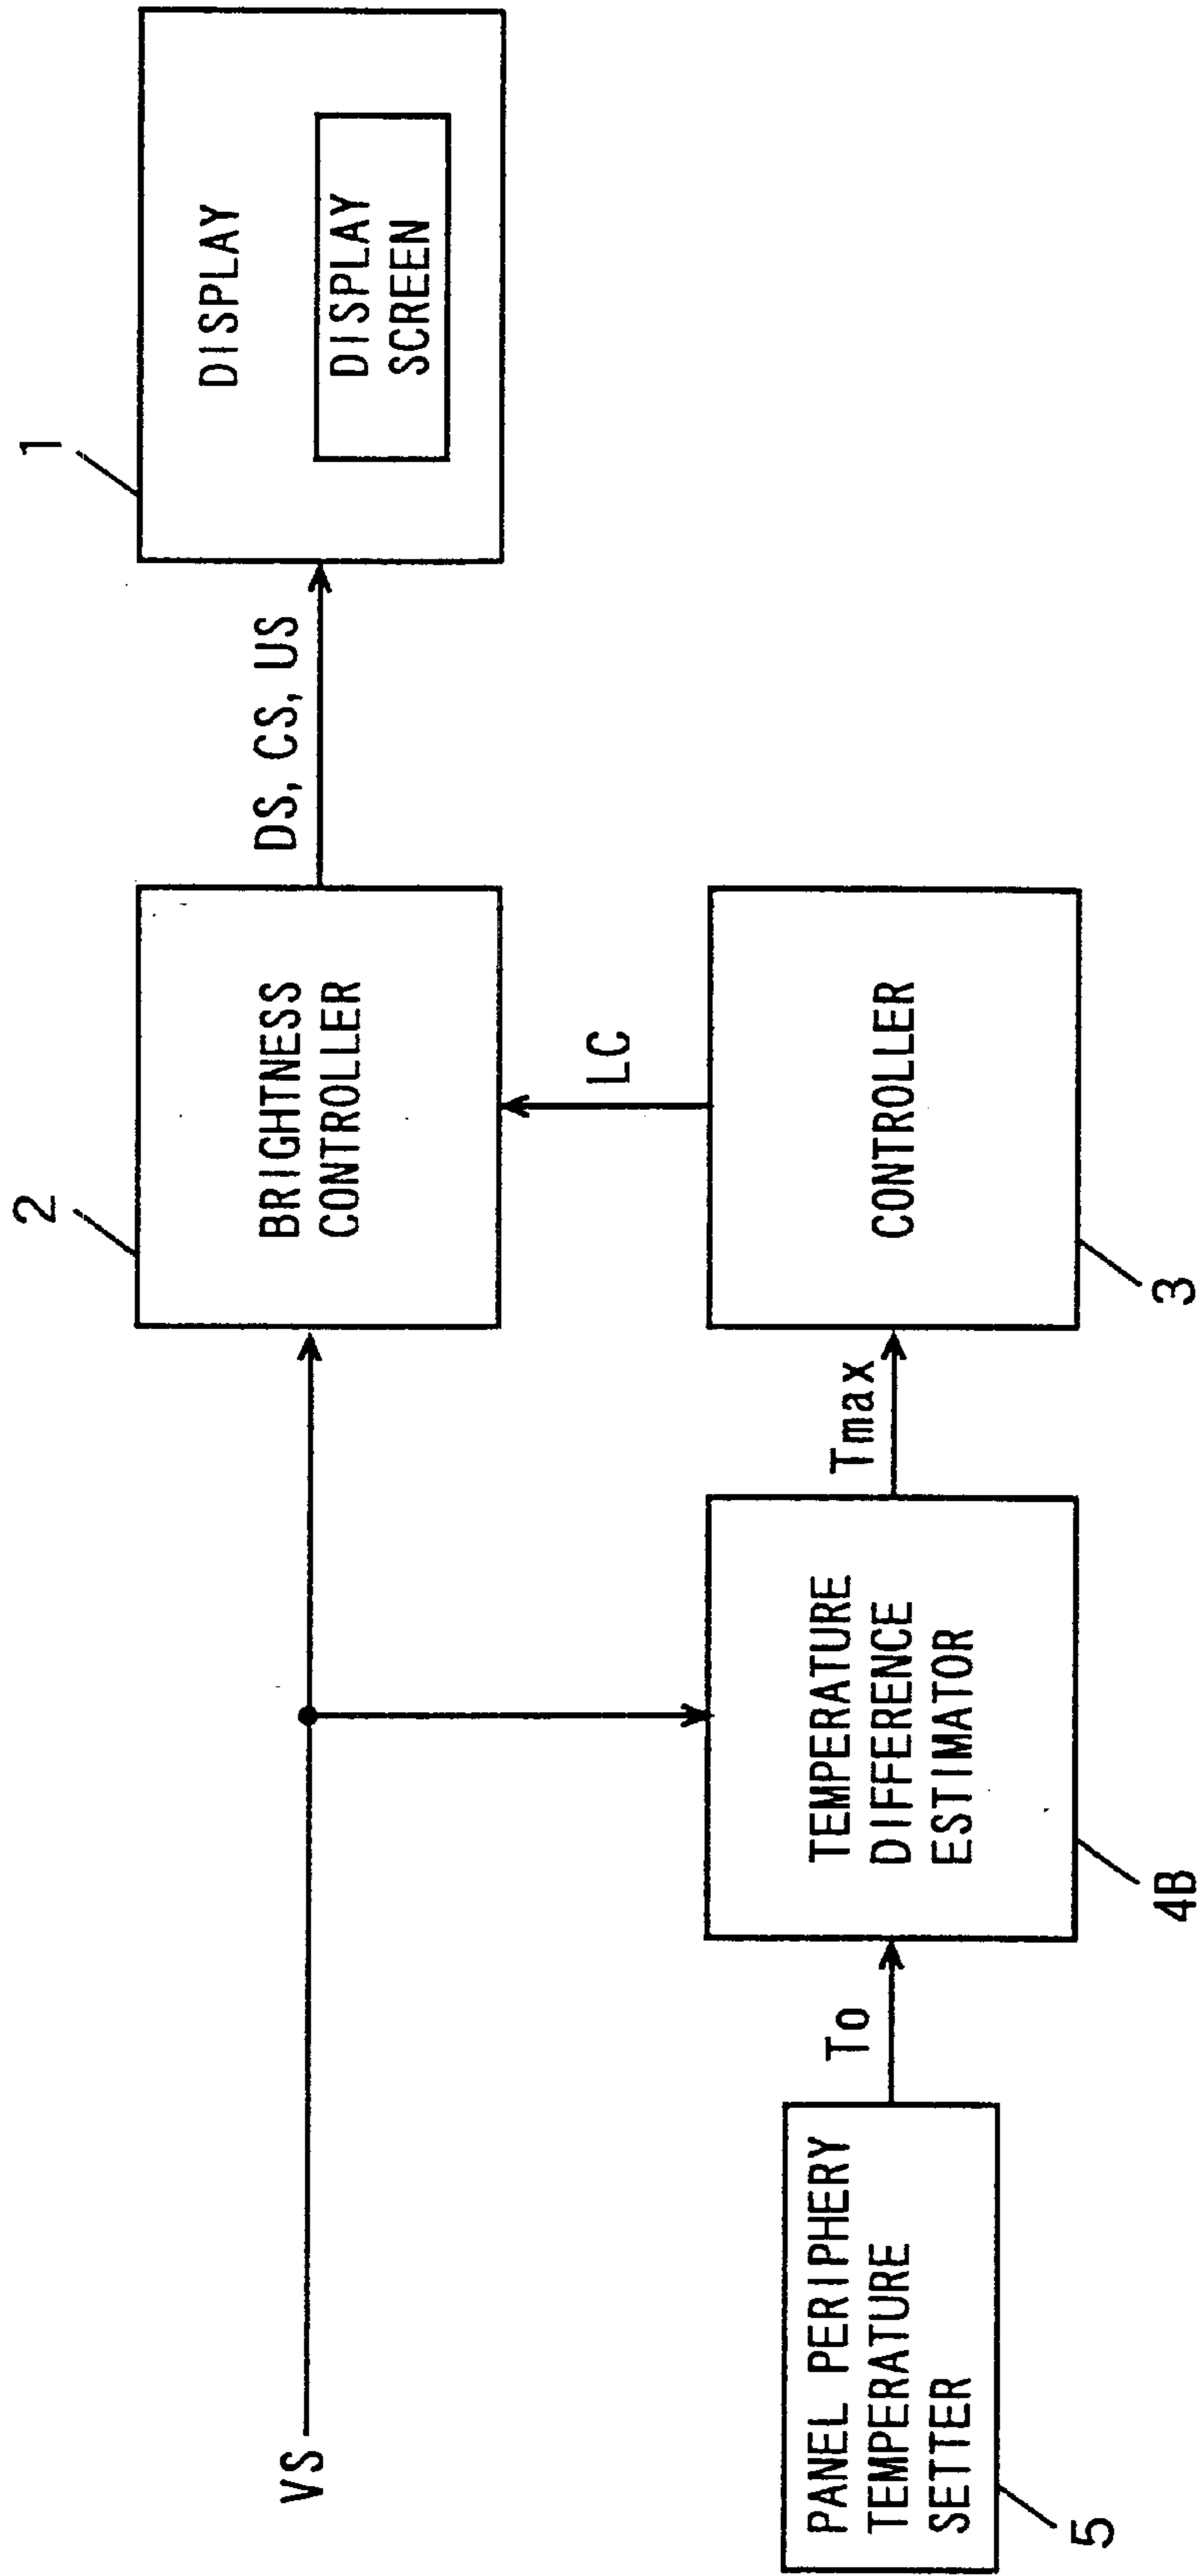 1
DISPLAY
DISPLAY
SCREEN
DS, CS, US
2
BRIGHTNESS
CONTROLLER
LC
CONTROLLER
3
VS
Tmax
TEMPERATURE
DIFFERENCE
ESTIMATOR
4B
To
PANEL PERIPHERY
TEMPERATURE
SETTER
5